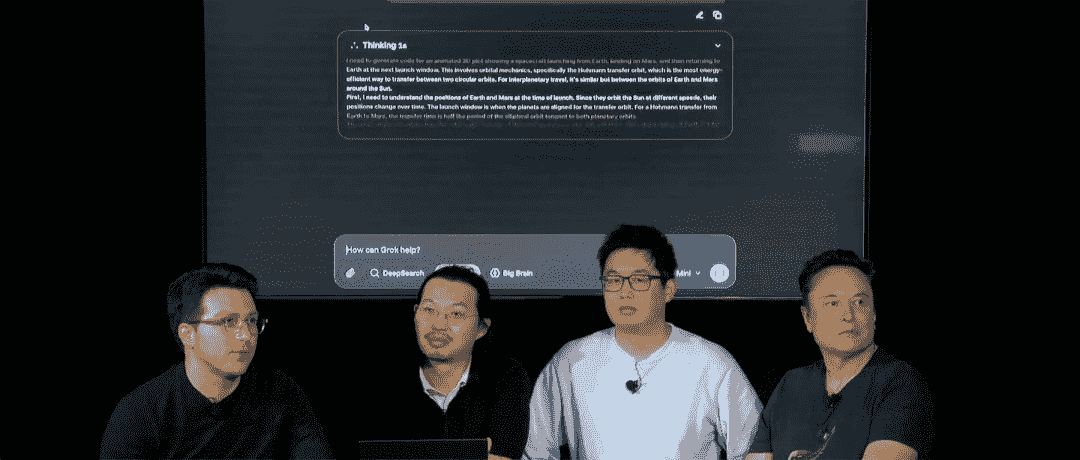 Thinking 2s
I need to generate code for an animated 3D plot showing a spacecraft launching from Earth, landing on Mars, and then returning to
Earth at the next launch window. This involves orbital mechanics, specifically the Hohmann transfer orbit, which is the most energy-
efficient way to transfer between two circular orbits. For interplanetary travel, it's similar but between the orbits of Earth and Mars
around the Sun.
First, I need to understand the positions of Earth and Mars at the time of launch. Since they orbit the Sun at different speeds, their
positions change over time. The launch window is when the planets are aligned for the transfer orbit. For a Hohmann transfer from
Earth to Mars, the transfer time is half the period of the elliptical orbit tangent to both planetary orbits.
How can Grok help?
DeepSearch
Big Brain
Mini